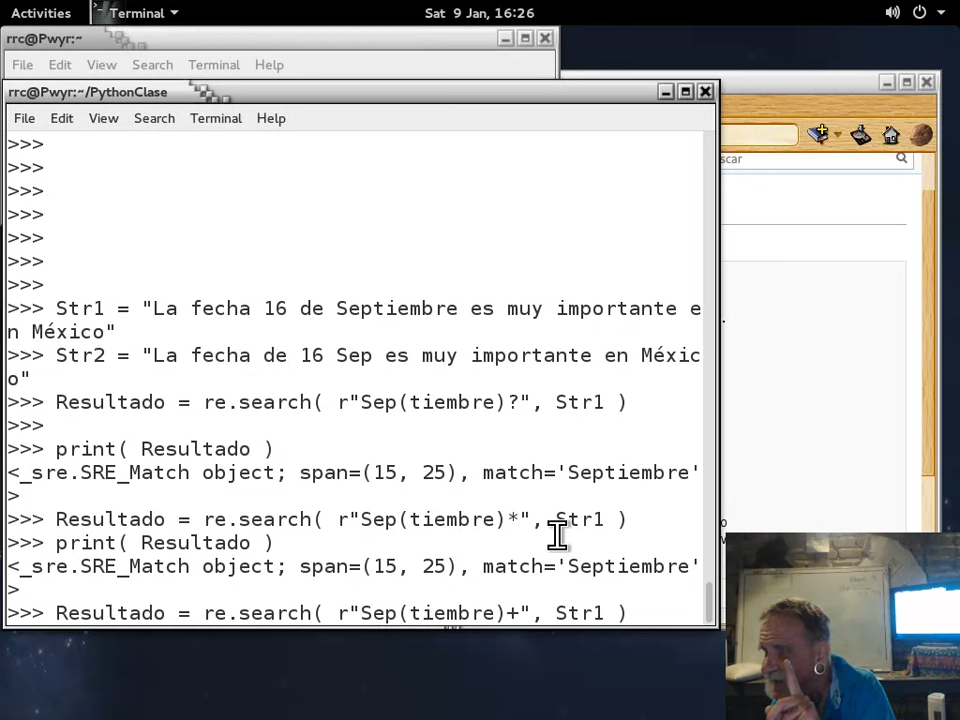 Activities
Terminal
Sat 9 Jan, 16:26
rrc@Pwyr:~
File Edit View Search Terminal Help
rrc@Pwyr:~/PythonClase
File Edit View Search Terminal Help
scar
>>>
>>>
>>>
>>>
>>>
>>>
>>>
>>> Str1 = "La fecha 16 de Septiembre es muy importante e
n México"
>>> Str2 = "La fecha de 16 Sep es muy importante en Méxic
o"
>>> Resultado = re.search( r"Sep(tiembre)?", Str1 )
>>>
>>> print( Resultado )
<_sre.SRE_Match object; span=(15, 25), match='Septiembre'
>
>>> Resultado = re.search( r"Sep(tiembre)*", Str1 )
>>> print( Resultado )
<_sre.SRE_Match object; span=(15, 25), match='Septiembre'
>
>>> Resultado = re.search( r"Sep(tiembre)+", Str1 )